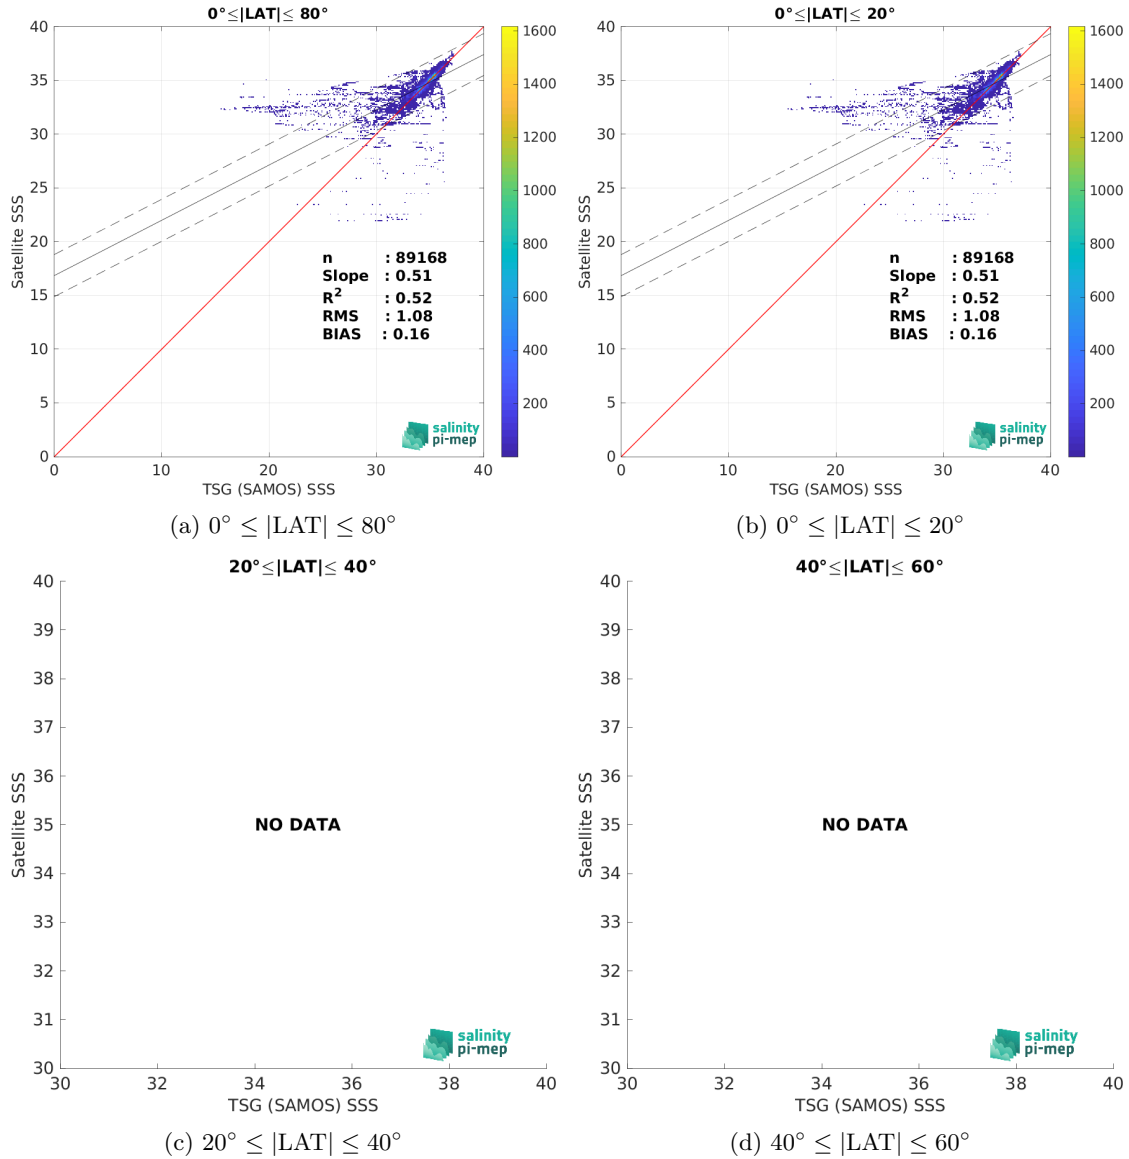 0°≤|LAT|≤ 80°
40
35
30
25
20
15
10
5
0
Satellite SSS
n : 89168
Slope : 0.51
R² : 0.52
RMS : 1.08
BIAS : 0.16
salinity
pi-mep
0 10 20 30 40
TSG (SAMOS) SSS
1600
1400
1200
1000
800
600
400
200
(a) 0° ≤ |LAT| ≤ 80°
0°≤|LAT|≤ 20°
40
35
30
25
20
15
10
5
0
Satellite SSS
n : 89168
Slope : 0.51
R² : 0.52
RMS : 1.08
BIAS : 0.16
salinity
pi-mep
0 10 20 30 40
TSG (SAMOS) SSS
1600
1400
1200
1000
800
600
400
200
(b) 0° ≤ |LAT| ≤ 20°
20°≤|LAT|≤ 40°
40
39
38
37
36
35
34
33
32
31
30
Satellite SSS
NO DATA
salinity
pi-mep
30 32 34 36 38 40
TSG (SAMOS) SSS
(c) 20° ≤ |LAT| ≤ 40°
40°≤|LAT|≤ 60°
40
39
38
37
36
35
34
33
32
31
30
Satellite SSS
NO DATA
salinity
pi-mep
30 32 34 36 38 40
TSG (SAMOS) SSS
(d) 40° ≤ |LAT| ≤ 60°